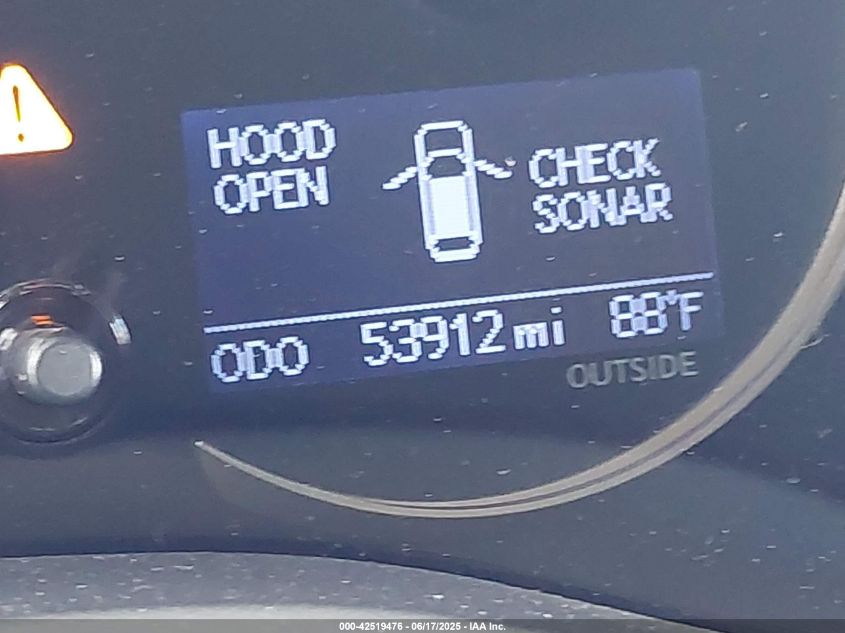 HOOD
OPEN
CHECK
SONAR
ODO 53912 mi 88°F
OUTSIDE
000-42519476 - 06/17/2025 - IAA Inc.